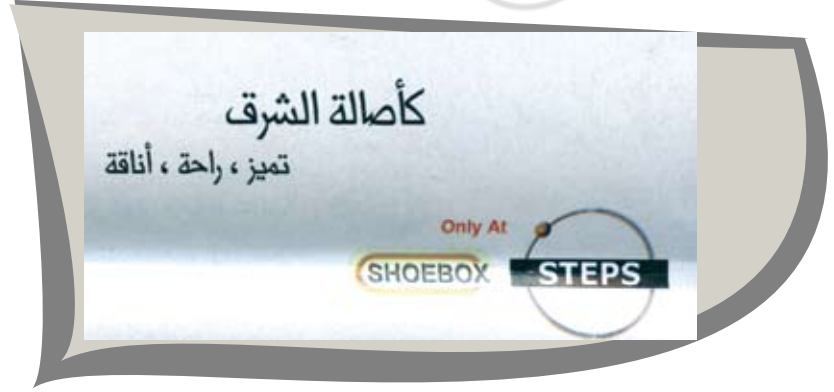 كأصالة الشرق
تميز ، راحة ، أناقة
Only At
SHOEBOX STEPS